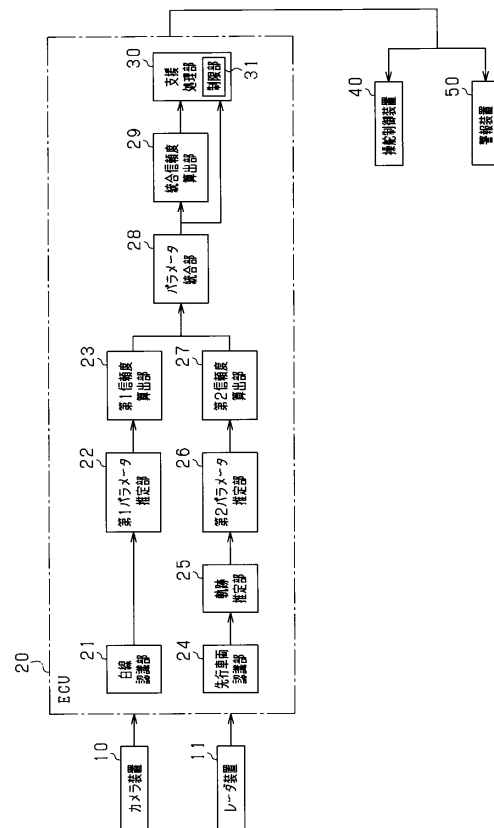 10
カメラ装置
11
レーダ装置
20
ECU
21
白線
認識部
22
第1パラメータ
推定部
23
第1信頼度
算出部
24
先行車両
認識部
25
軌跡
推定部
26
第2パラメータ
推定部
27
第2信頼度
算出部
28
パラメータ
統合部
29
統合信頼度
算出部
30
支援
処理部
制限部
31
40
操舵制御装置
50
警報装置